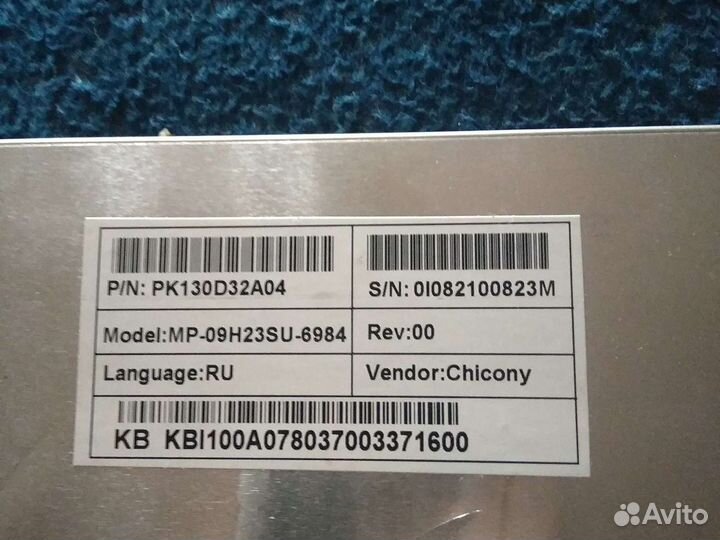 P/N: PK130D32A04
S/N: 0I082100823M
Model:MP-09H23SU-6984
Rev:00
Language:RU
Vendor:Chicony
KB KBI100A078037003371600
Avito